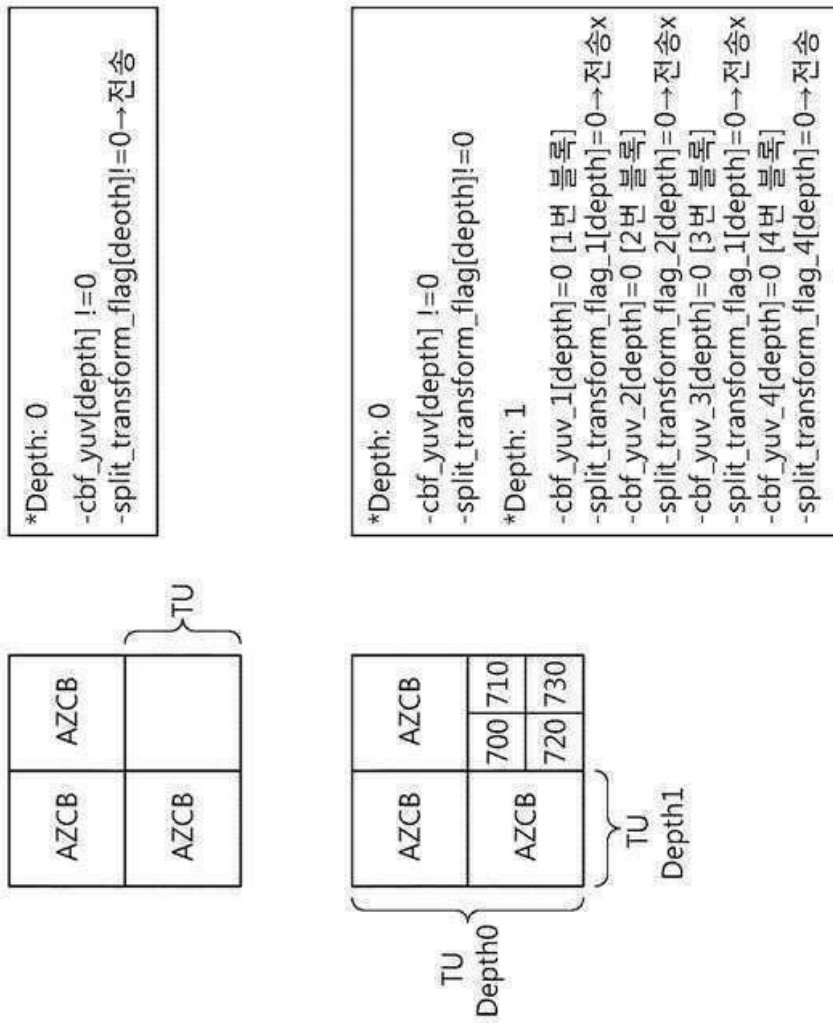 AZCB
AZCB
AZCB
TU
*Depth: 0
-cbf_yuv[depth] !=0
-split_transform_flag[deoth]!=0→전송
TU
Depth0
AZCB
AZCB
AZCB
700
710
720
730
TU
Depth1
*Depth: 0
-cbf_yuv[depth] !=0
-split_transform_flag[depth]!=0
*Depth: 1
-cbf_yuv_1[depth]=0 [1번 블록]
-split_transform_flag_1[depth]=0→전송x
-cbf_yuv_2[depth]=0 [2번 블록]
-split_transform_flag_2[depth]=0→전송x
-cbf_yuv_3[depth]=0 [3번 블록]
-split_transform_flag_1[depth]=0→전송x
-cbf_yuv_4[depth]=0 [4번 블록]
-split_transform_flag_4[depth]=0→전송